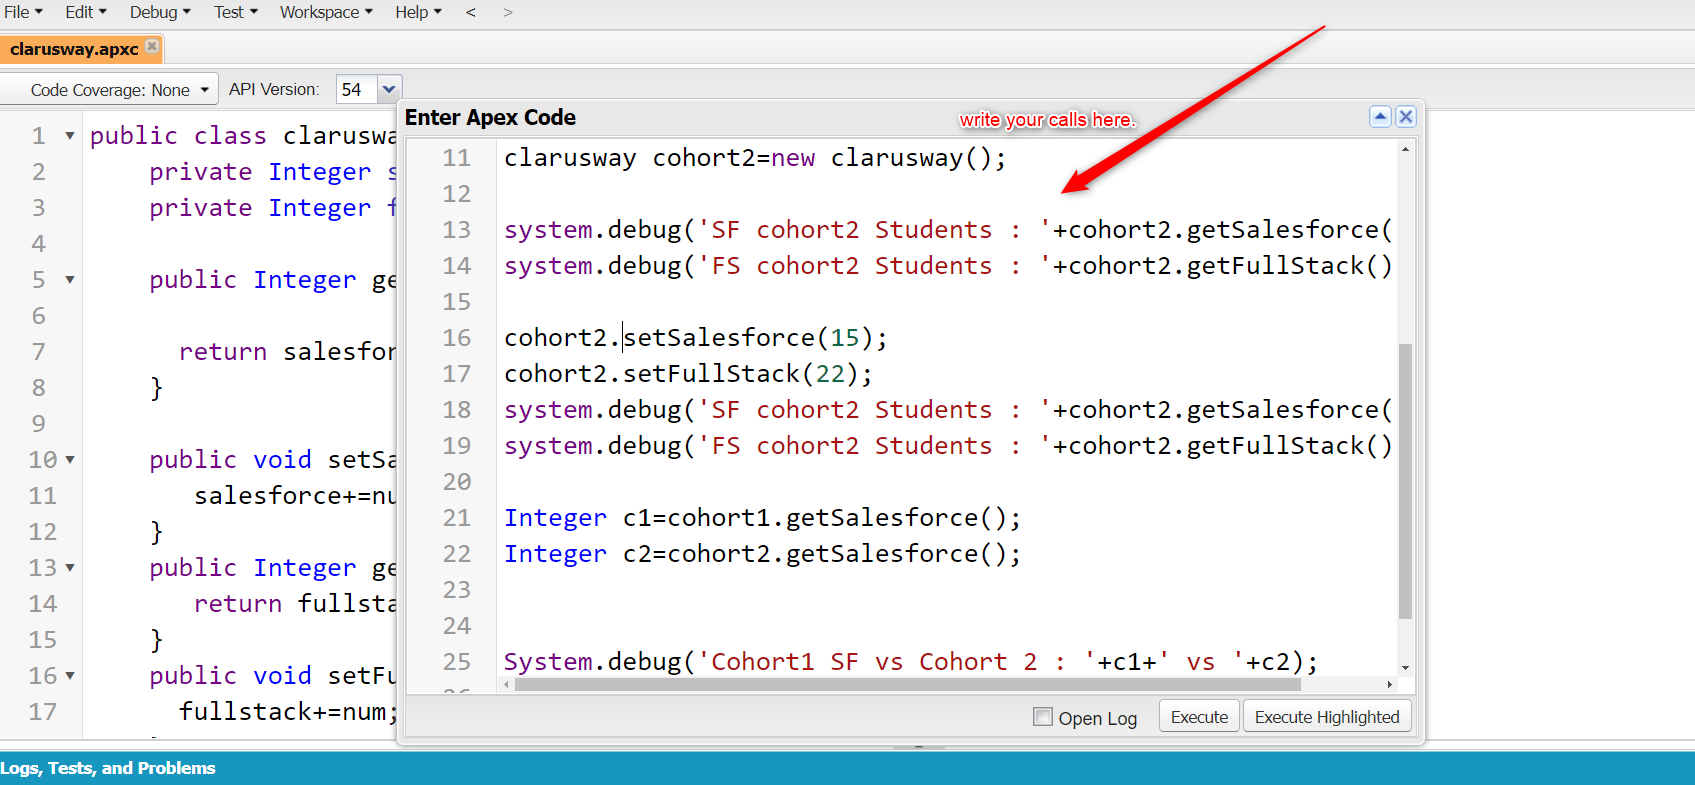 File Edit Debug Test Workspace Help < >
clarusway.apxc
Code Coverage: None API Version: 54
1 public class clarusw
2 private Integer s
3 private Integer f
4
5 public Integer ge
6
7 return salesfor
8 }
9
10 public void setSa
11 salesforce+=nu
12 }
13 public Integer ge
14 return fullsta
15 }
16 public void setFu
17 fullstack+=num;
Enter Apex Code
write your calls here.
11 clarusway cohort2=new clarusway();
12
13 system.debug('SF cohort2 Students : '+cohort2.getSalesforce(
14 system.debug('FS cohort2 Students : '+cohort2.getFullStack()
15
16 cohort2.setSalesforce(15);
17 cohort2.setFullStack(22);
18 system.debug('SF cohort2 Students : '+cohort2.getSalesforce(
19 system.debug('FS cohort2 Students : '+cohort2.getFullStack()
20
21 Integer c1=cohort1.getSalesforce();
22 Integer c2=cohort2.getSalesforce();
23
24
25 System.debug('Cohort1 SF vs Cohort 2 : '+c1+' vs '+c2);
Open Log Execute Execute Highlighted
Logs, Tests, and Problems